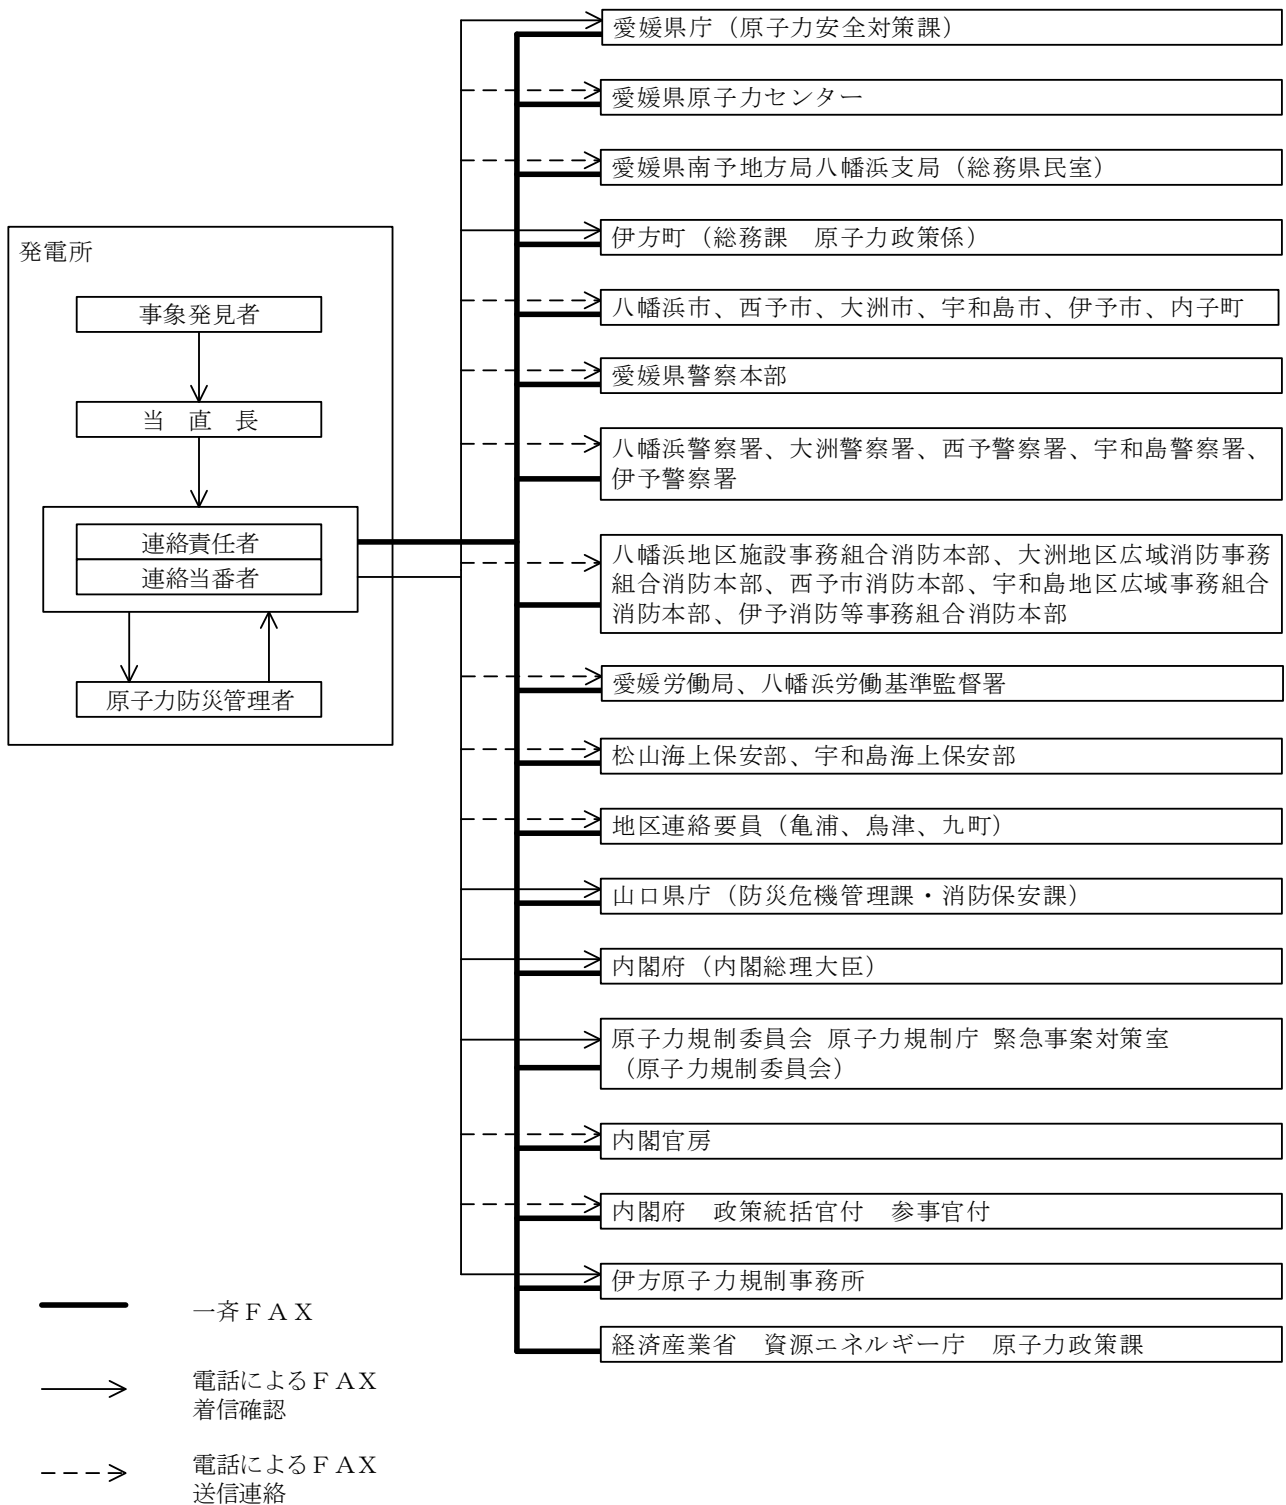 愛媛県庁（原子力安全対策課）
愛媛県原子力センター
愛媛県南予地方局八幡浜支局（総務県民室）
伊方町（総務課　原子力政策係）
八幡浜市、西予市、大洲市、宇和島市、伊予市、内子町
愛媛県警察本部
八幡浜警察署、大洲警察署、西予警察署、宇和島警察署、
伊予警察署
八幡浜地区施設事務組合消防本部、大洲地区広域消防事務
組合消防本部、西予市消防本部、宇和島地区広域事務組合
消防本部、伊予消防等事務組合消防本部
愛媛労働局、八幡浜労働基準監督署
松山海上保安部、宇和島海上保安部
地区連絡要員（亀浦、鳥津、九町）
山口県庁（防災危機管理課・消防保安課）
内閣府（内閣総理大臣）
原子力規制委員会 原子力規制庁 緊急事案対策室
（原子力規制委員会）
内閣官房
内閣府　政策統括官付　参事官付
伊方原子力規制事務所
経済産業省　資源エネルギー庁　原子力政策課
発電所
事象発見者
当　直　長
連絡責任者
連絡当番者
原子力防災管理者
一斉ＦＡＸ
電話によるＦＡＸ
着信確認
電話によるＦＡＸ
送信連絡